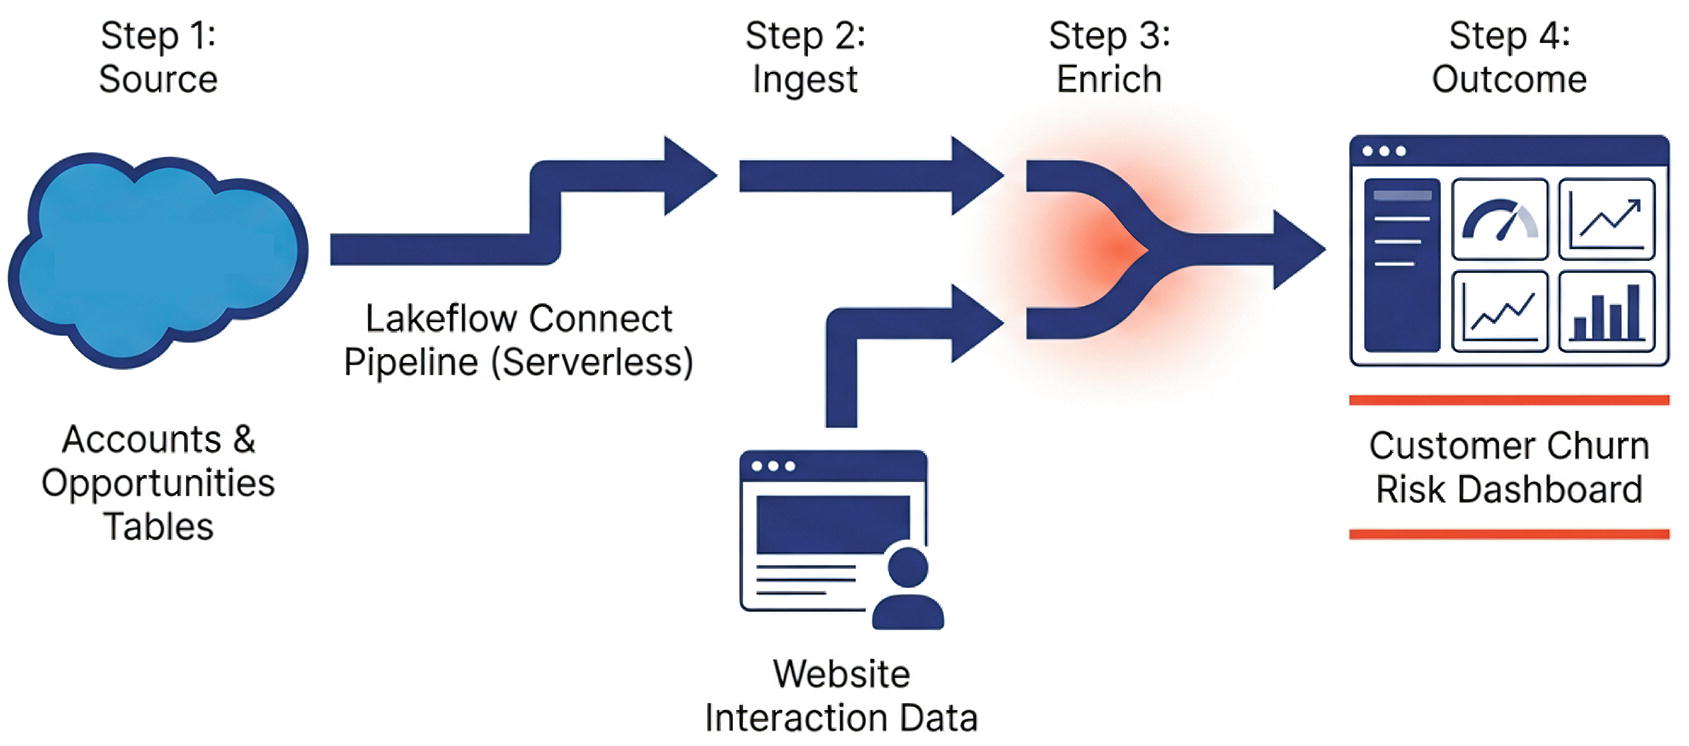 Step 1:
Source
Step 2:
Ingest
Step 3:
Enrich
Step 4:
Outcome
Lakeflow Connect
Pipeline (Serverless)
Accounts &
Opportunities
Tables
Customer Churn
Risk Dashboard
Website
Interaction Data